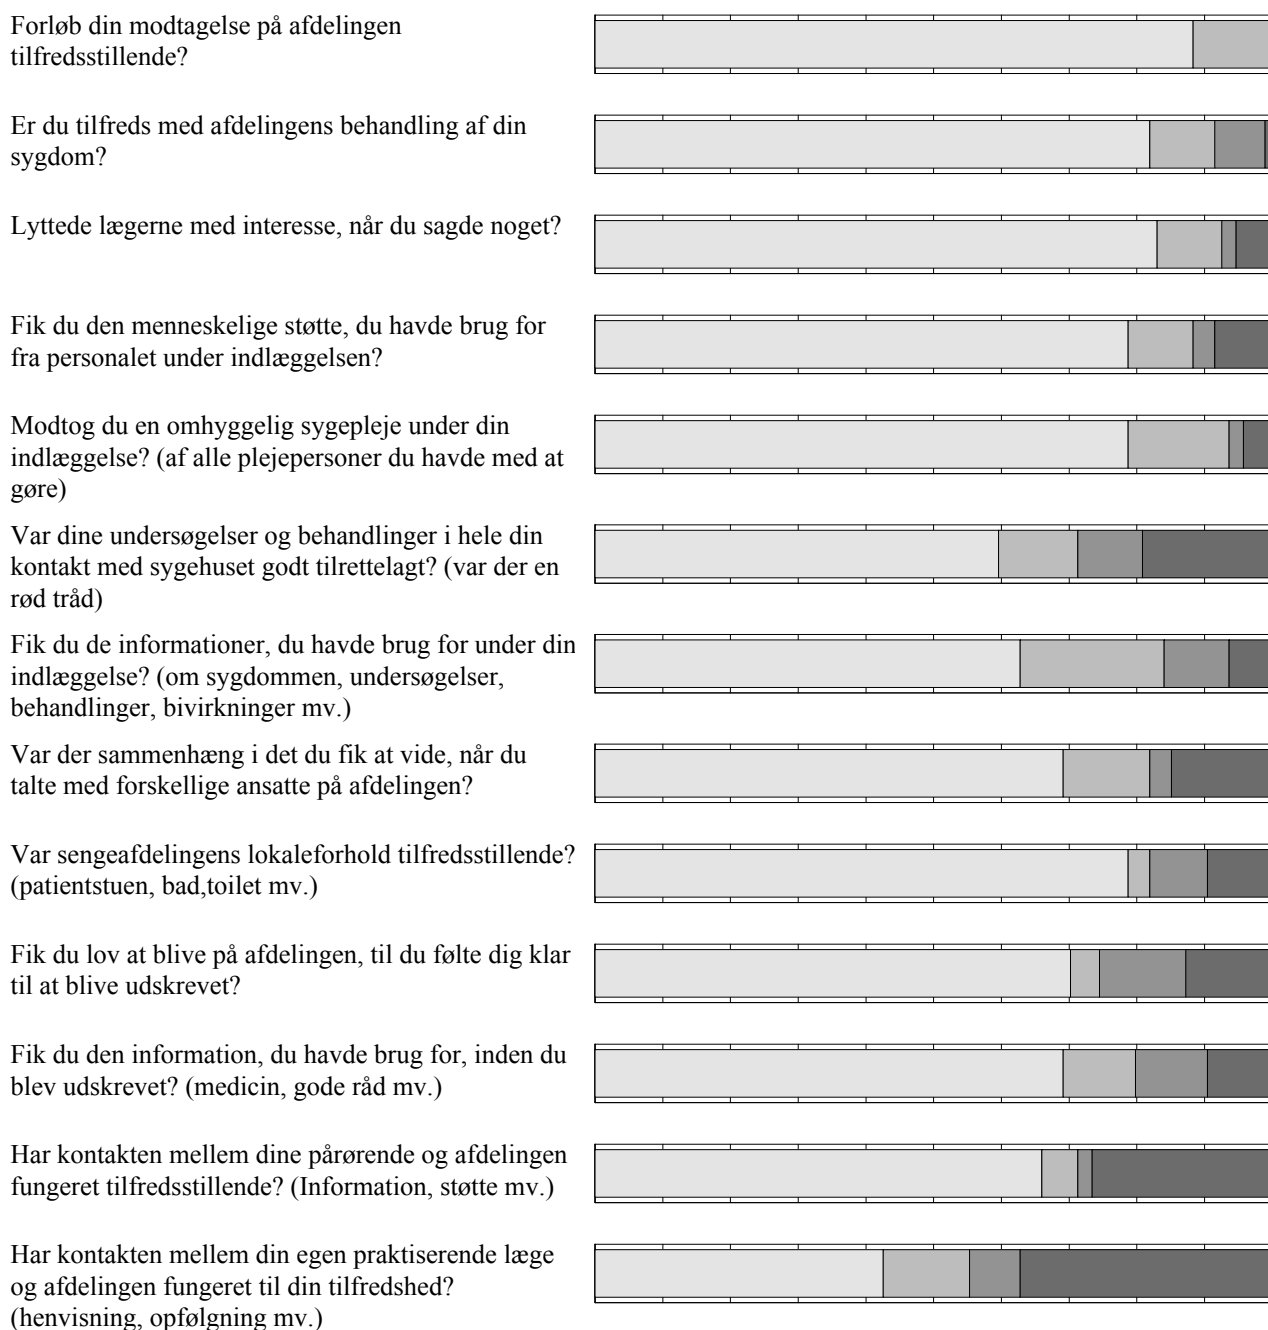 Forløb din modtagelse på afdelingen
tilfredsstillende?
Er du tilfreds med afdelingens behandling af din
sygdom?
Lyttede lægerne med interesse, når du sagde noget?
Fik du den menneskelige støtte, du havde brug for
fra personalet under indlæggelsen?
Modtog du en omhyggelig sygepleje under din
indlæggelse? (af alle plejepersoner du havde med at
gøre)
Var dine undersøgelser og behandlinger i hele din
kontakt med sygehuset godt tilrettelagt? (var der en
rød tråd)
Fik du de informationer, du havde brug for under din
indlæggelse? (om sygdommen, undersøgelser,
behandlinger, bivirkninger mv.)
Var der sammenhæng i det du fik at vide, når du
talte med forskellige ansatte på afdelingen?
Var sengeafdelingens lokaleforhold tilfredsstillende?
(patientstuen, bad,toilet mv.)
Fik du lov at blive på afdelingen, til du følte dig klar
til at blive udskrevet?
Fik du den information, du havde brug for, inden du
blev udskrevet? (medicin, gode råd mv.)
Har kontakten mellem dine pårørende og afdelingen
fungeret tilfredsstillende? (Information, støtte mv.)
Har kontakten mellem din egen praktiserende læge
og afdelingen fungeret til din tilfredshed?
(henvisning, opfølgning mv.)